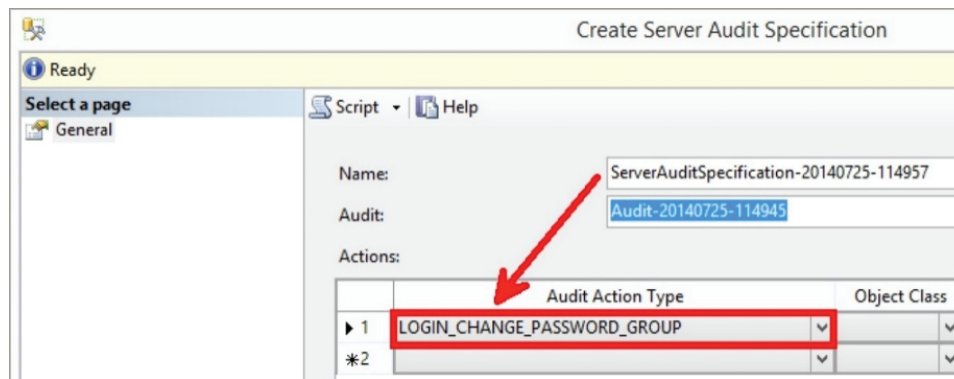 Create Server Audit Specification
Ready
Select a page
General
Script Help
Name: ServerAuditSpecification-20140725-114957
Audit: Audit-20140725-114945
Actions:
Audit Action Type Object Class
1 LOGIN_CHANGE_PASSWORD_GROUP
*2